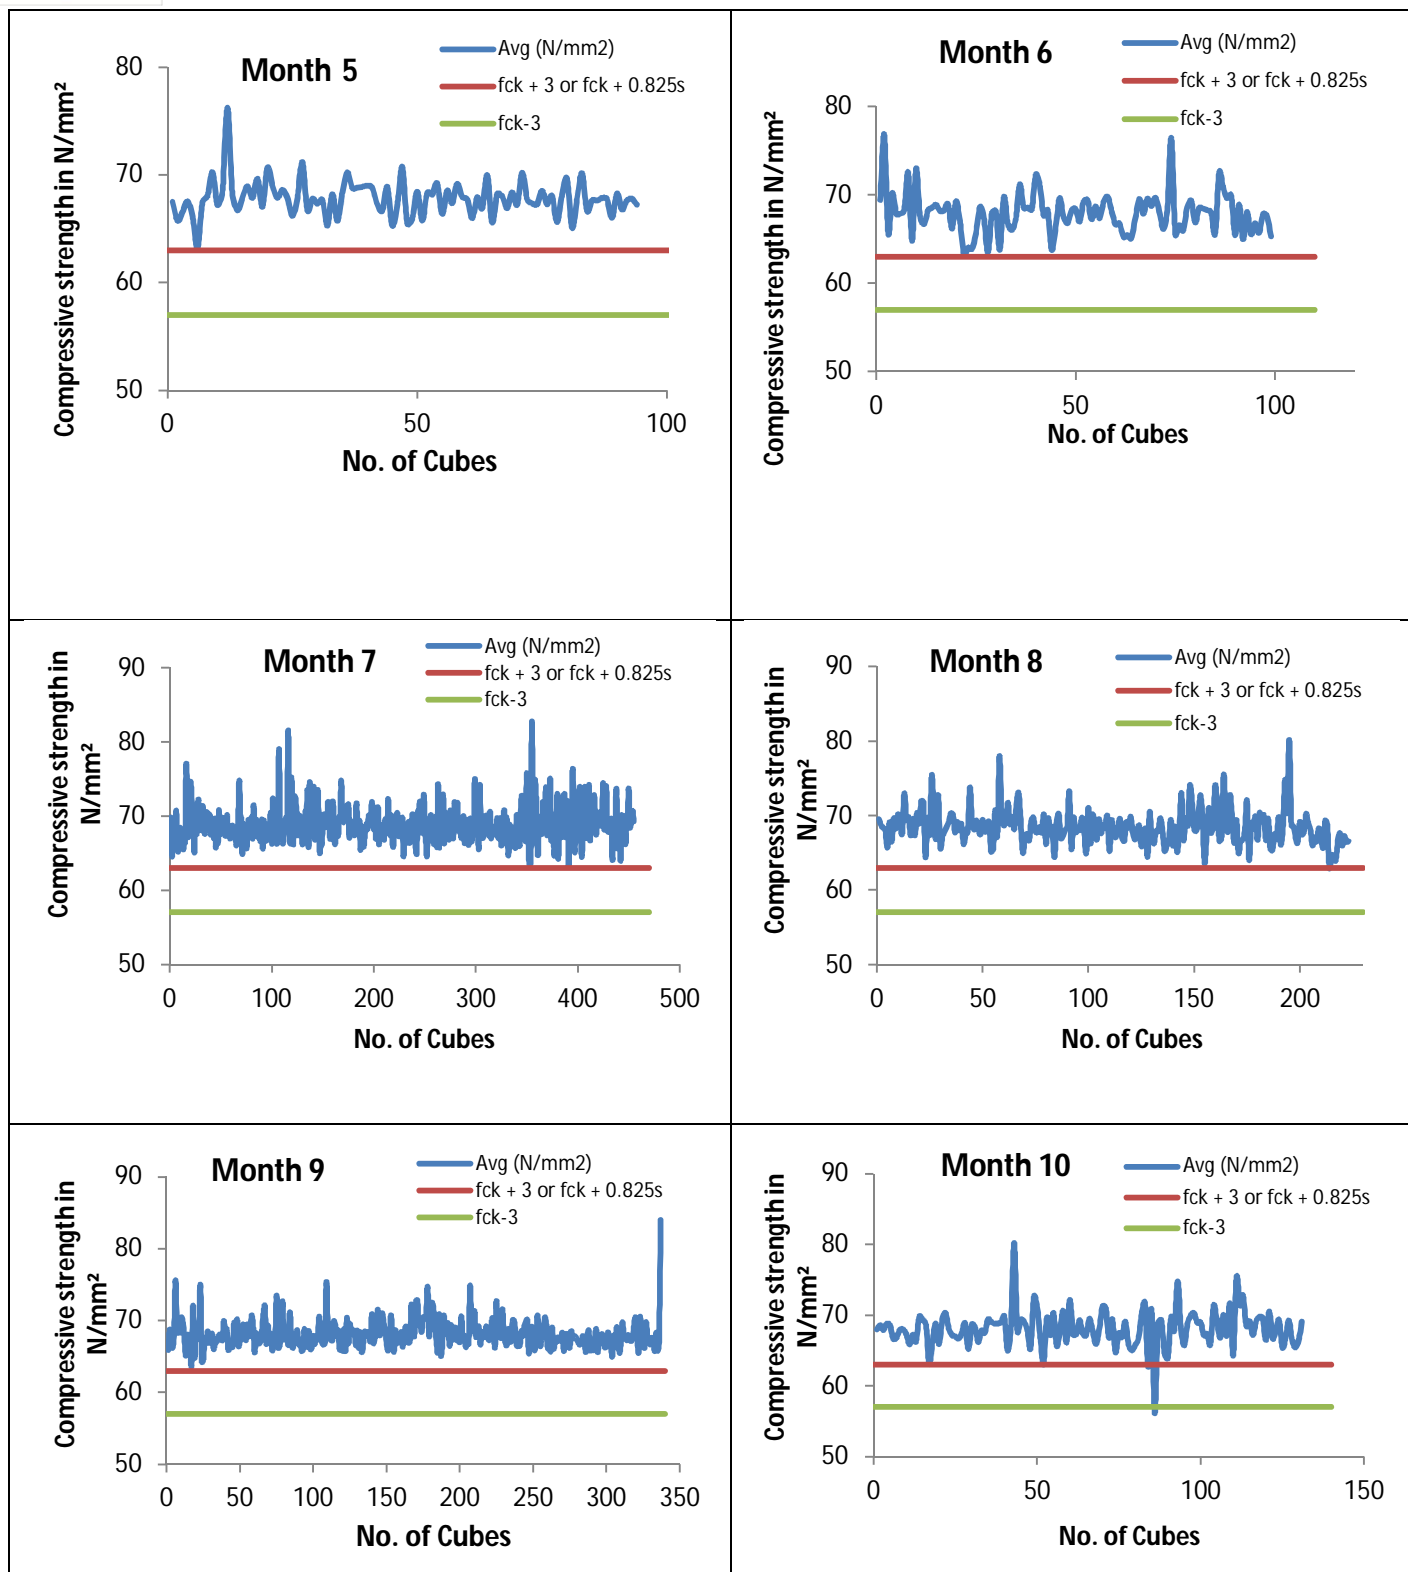 Month 5
Avg (N/mm2)
fck + 3 or fck + 0.825s
fck-3
Compressive strength in N/mm²
80
70
60
50
0 50 100
No. of Cubes
Month 6
Avg (N/mm2)
fck + 3 or fck + 0.825s
fck-3
Compressive strength in N/mm²
80
70
60
50
0 50 100
No. of Cubes
Month 7
Avg (N/mm2)
fck + 3 or fck + 0.825s
fck-3
Compressive strength in
N/mm²
90
80
70
60
50
0 100 200 300 400 500
No. of Cubes
Month 8
Avg (N/mm2)
fck + 3 or fck + 0.825s
fck-3
Compressive strength in
N/mm²
90
80
70
60
50
0 50 100 150 200
No. of Cubes
Month 9
Avg (N/mm2)
fck + 3 or fck + 0.825s
fck-3
Compressive strength in
N/mm²
90
80
70
60
50
0 50 100 150 200 250 300 350
No. of Cubes
Month 10
Avg (N/mm2)
fck + 3 or fck + 0.825s
fck-3
Compressive strength in
N/mm²
90
80
70
60
50
0 50 100 150
No. of Cubes